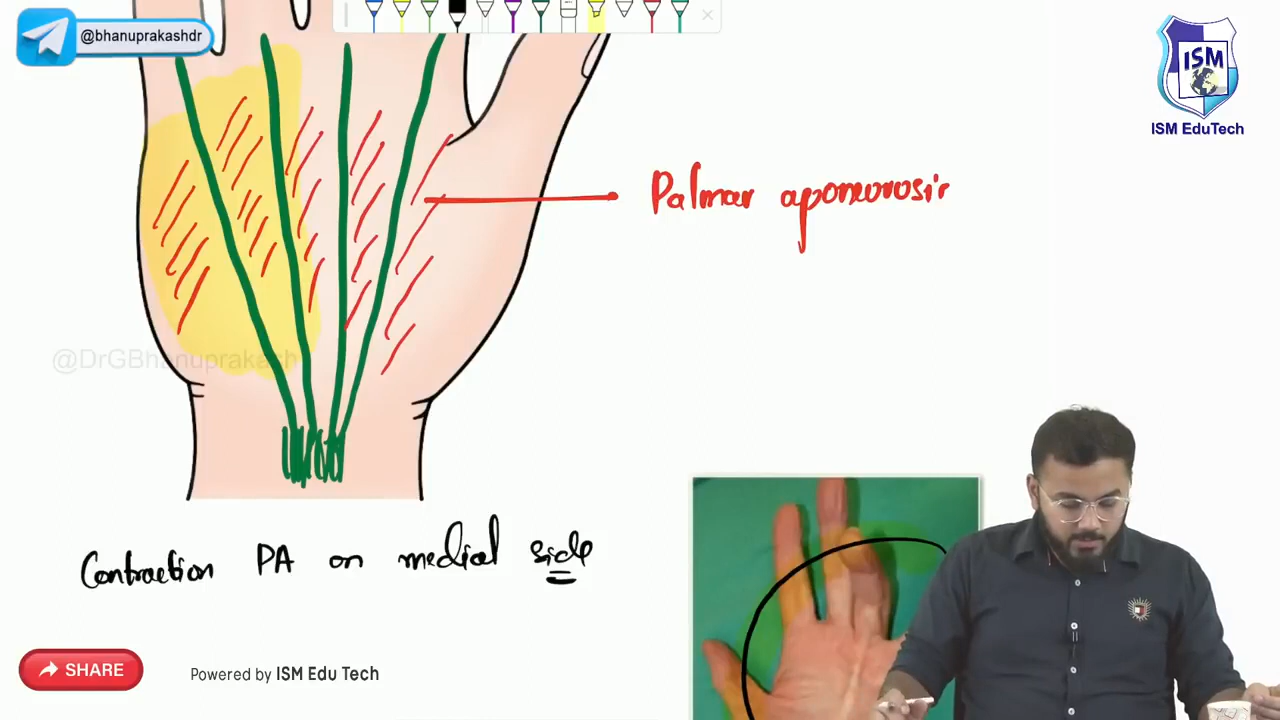 @bhanuprakashdr
ISM
ISM EduTech
Palmar aponeurosis
@DrGBhanuprakash
Contraction PA on medial side
SHARE
Powered by ISM Edu Tech